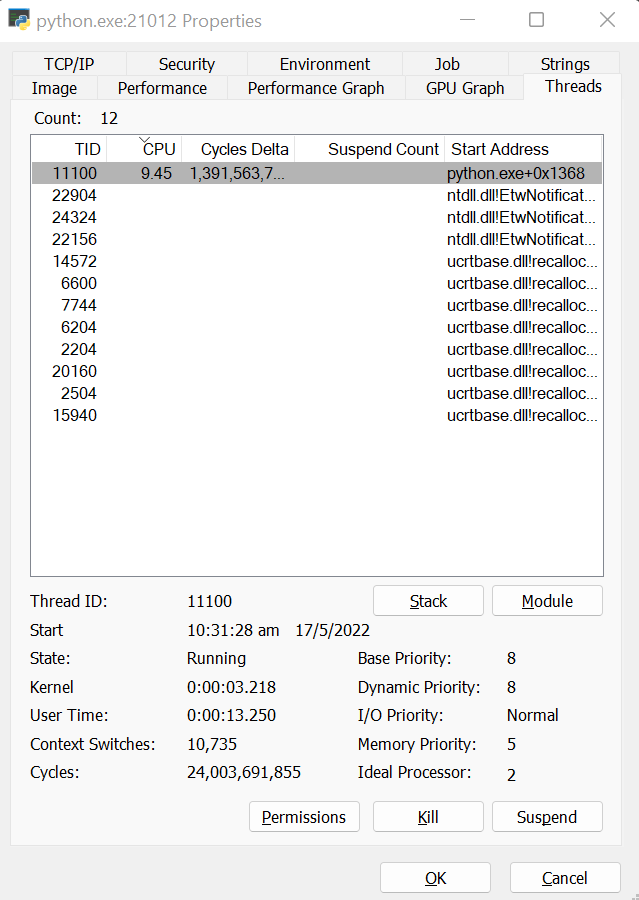 python.exe:21012 Properties
TCP/IP Security Environment Job Strings
Image Performance Performance Graph GPU Graph Threads
Count: 12
TID CPU Cycles Delta Suspend Count Start Address
11100 9.45 1,391,563,7... python.exe+0x1368
22904 ntdll.dll!EtwNotificat...
24324 ntdll.dll!EtwNotificat...
22156 ntdll.dll!EtwNotificat...
14572 ucrtbase.dll!recalloc...
6600 ucrtbase.dll!recalloc...
7744 ucrtbase.dll!recalloc...
6204 ucrtbase.dll!recalloc...
2204 ucrtbase.dll!recalloc...
20160 ucrtbase.dll!recalloc...
2504 ucrtbase.dll!recalloc...
15940 ucrtbase.dll!recalloc...
Thread ID: 11100 Stack Module
Start 10:31:28 am 17/5/2022
State: Running Base Priority: 8
Kernel 0:00:03.218 Dynamic Priority: 8
User Time: 0:00:13.250 I/O Priority: Normal
Context Switches: 10,735 Memory Priority: 5
Cycles: 24,003,691,855 Ideal Processor: 2
Permissions Kill Suspend
OK Cancel